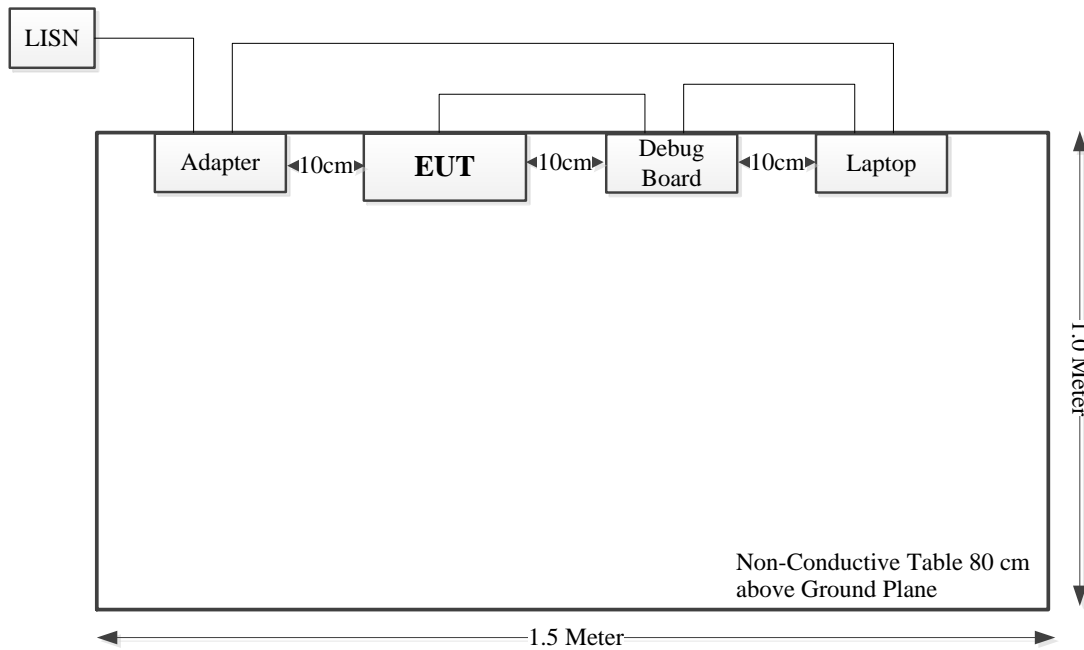 LISN
Adapter
10cm
EUT
10cm
Debug
Board
10cm
Laptop
1.0 Meter
Non-Conductive Table 80 cm
above Ground Plane
1.5 Meter